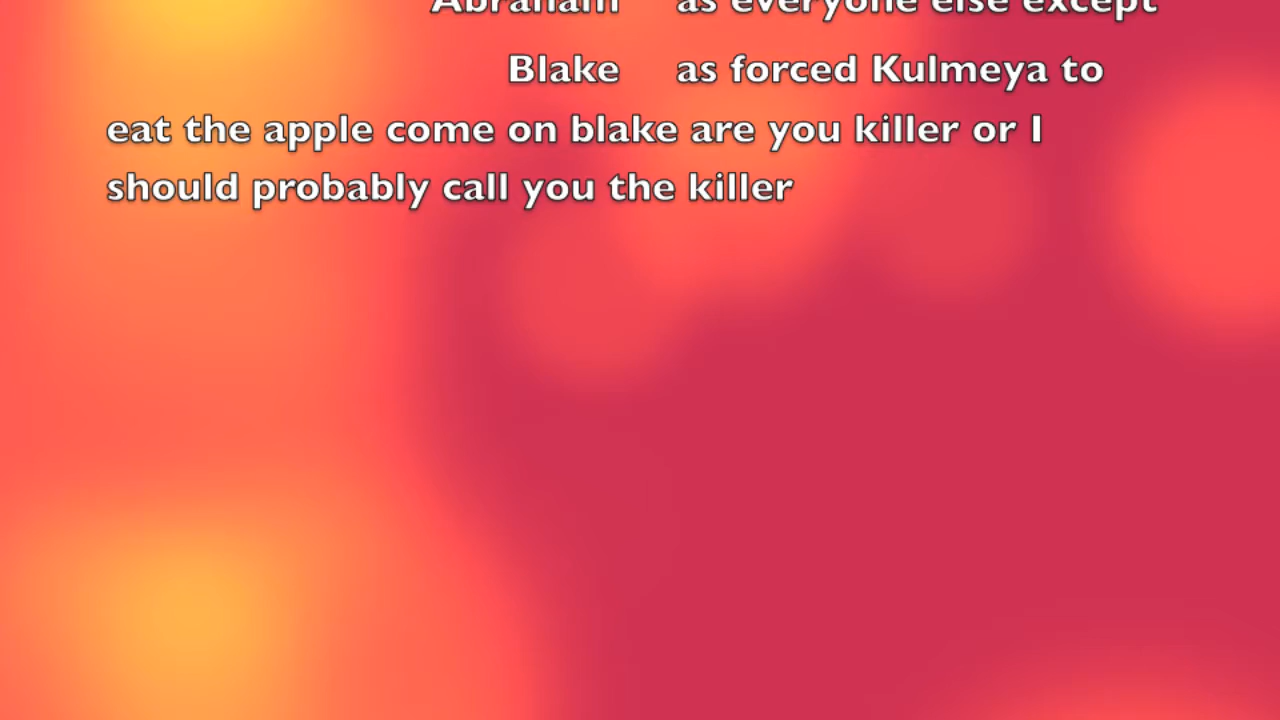 Abraham as everyone else except
Blake as forced Kulmeya to
eat the apple come on blake are you killer or I
should probably call you the killer